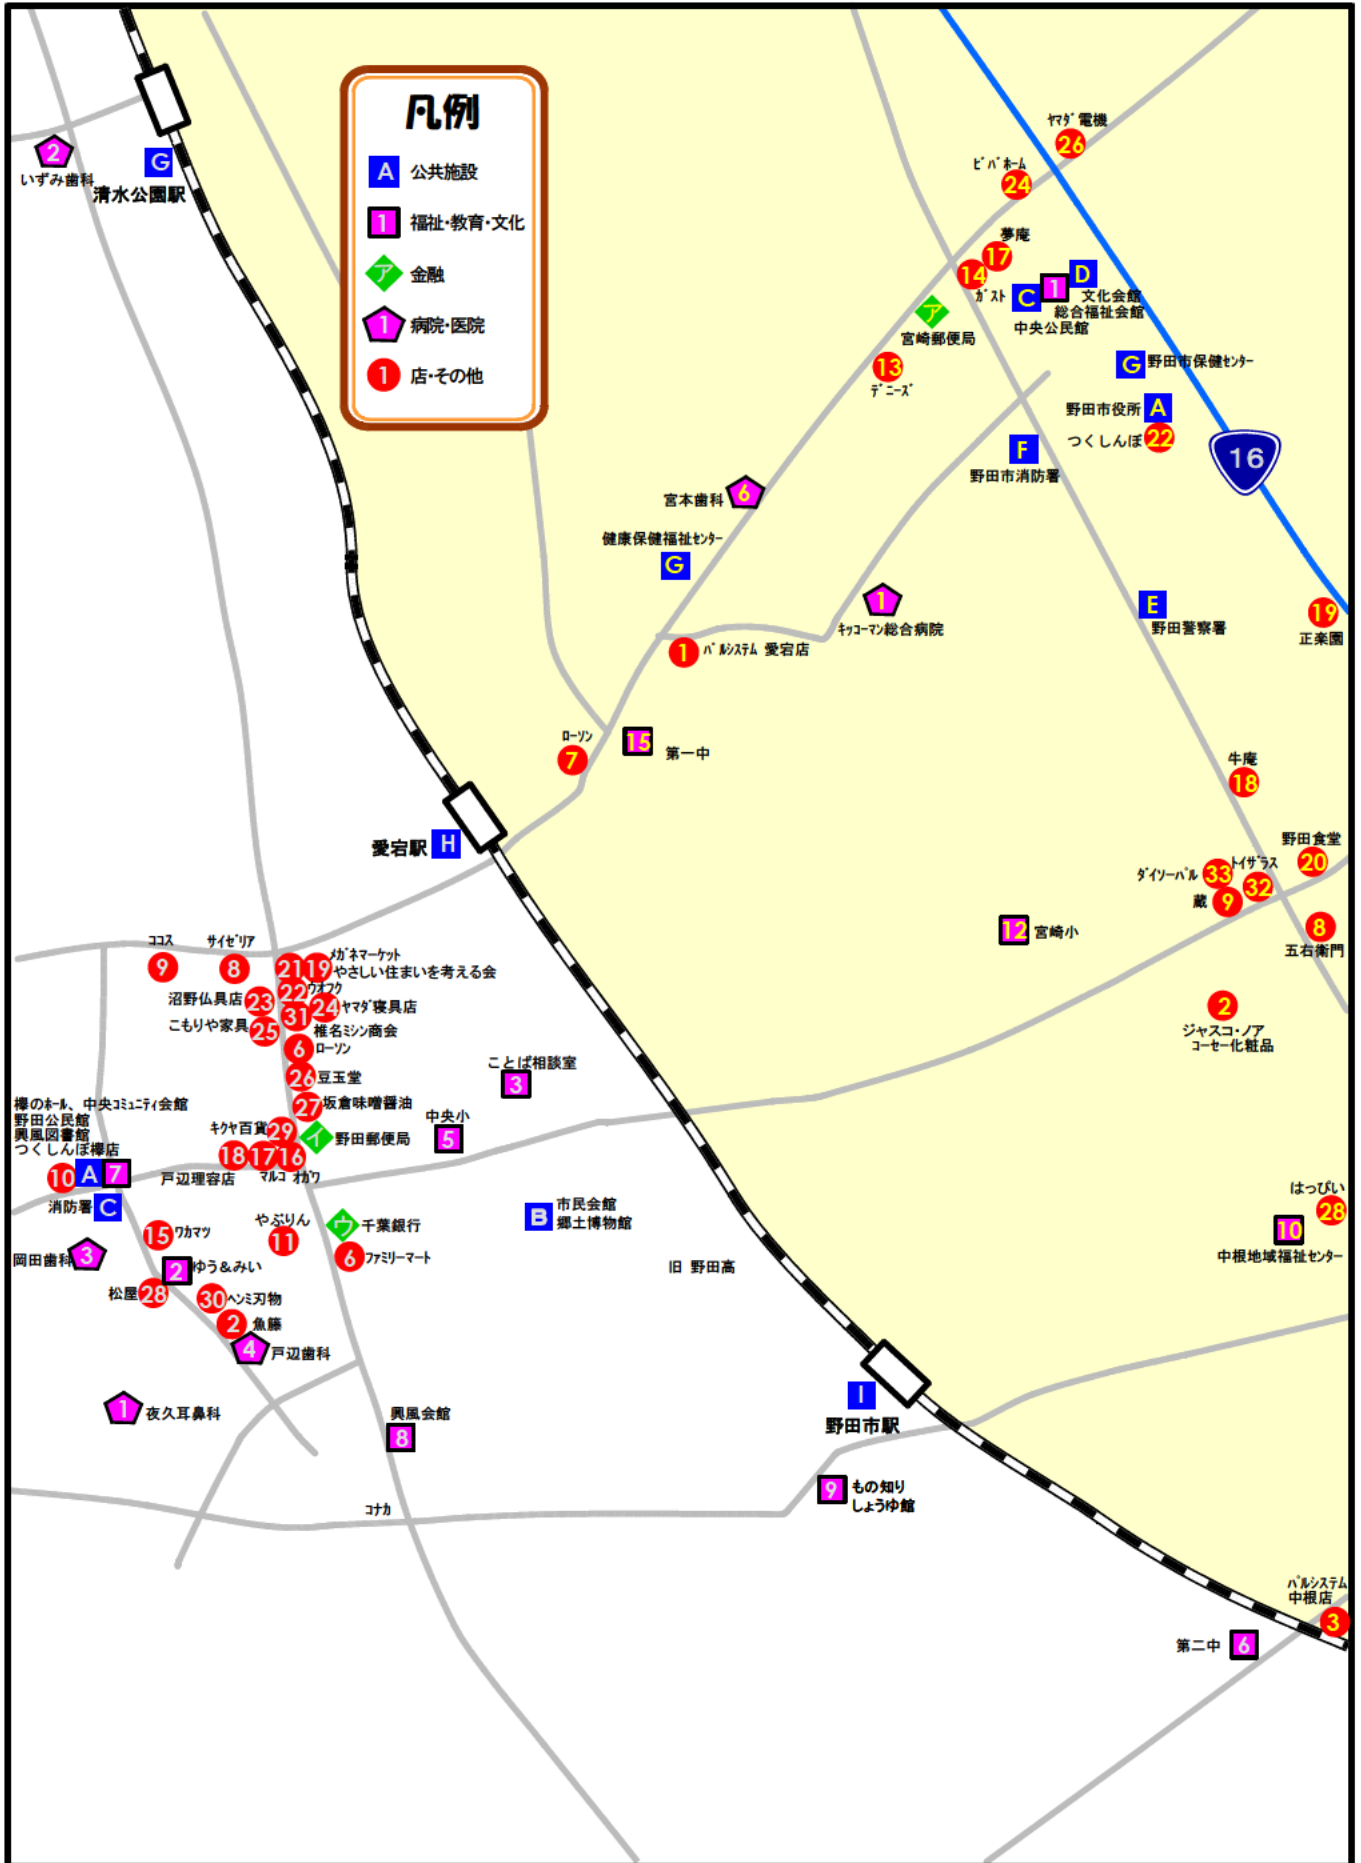 凡例
A 公共施設
1 福祉・教育・文化
ア 金融
1 病院・医院
1 店・その他
2
いずみ歯科
G
清水公園駅
ヤマダ電機
26
ビバホーム
24
夢庵
17
14
ガスト
C
1
D
文化会館
総合福祉会館
中央公民館
ア
宮崎郵便局
13
デニーズ
G 野田市保健センター
野田市役所 A
つくしんぼ 22
16
F
野田市消防署
宮本歯科 6
健康保健福祉センター
G
1
キッコーマン総合病院
E
野田警察署
19
正楽園
1 パルシステム 愛宕店
ローソン
7
15 第一中
牛庵
18
愛宕駅 H
野田食堂
20
トイザラス
ダイソーパル 33
32
蔵 9
8
五右衛門
12 宮崎小
2
ジャスコ・ノア
コーセー化粧品
ココス
9
サイゼリア
8
21 19 メガネマーケット
やさしい住まいを考える会
22 ウオフク
沼野仏具店 23
24 ヤマダ寝具店
31
こもりや家具 25
椎名ミシン商会
6 ローソン
26 豆玉堂
27 坂倉味噌醤油
キクヤ百貨 29
イ 野田郵便局
18 17 16
戸辺理容店 マルコ オガワ
ことば相談室
3
中央小
5
欅のホール、中央コミュニティ会館
野田公民館
興風図書館
つくしんぼ欅店
10 A 7
消防署 C
15 ワカマツ
やぶりん
11
ウ 千葉銀行
6 ファミリーマート
岡田歯科 3
2 ゆう&みい
松屋 28
30 ヘンミ刃物
2 魚藤
4 戸辺歯科
1 夜久耳鼻科
興風会館
8
コナカ
B 市民会館
郷土博物館
旧 野田高
I
野田市駅
9 もの知り
しょうゆ館
はっぴい
28
10
中根地域福祉センター
パルシステム
中根店
3
第二中 6